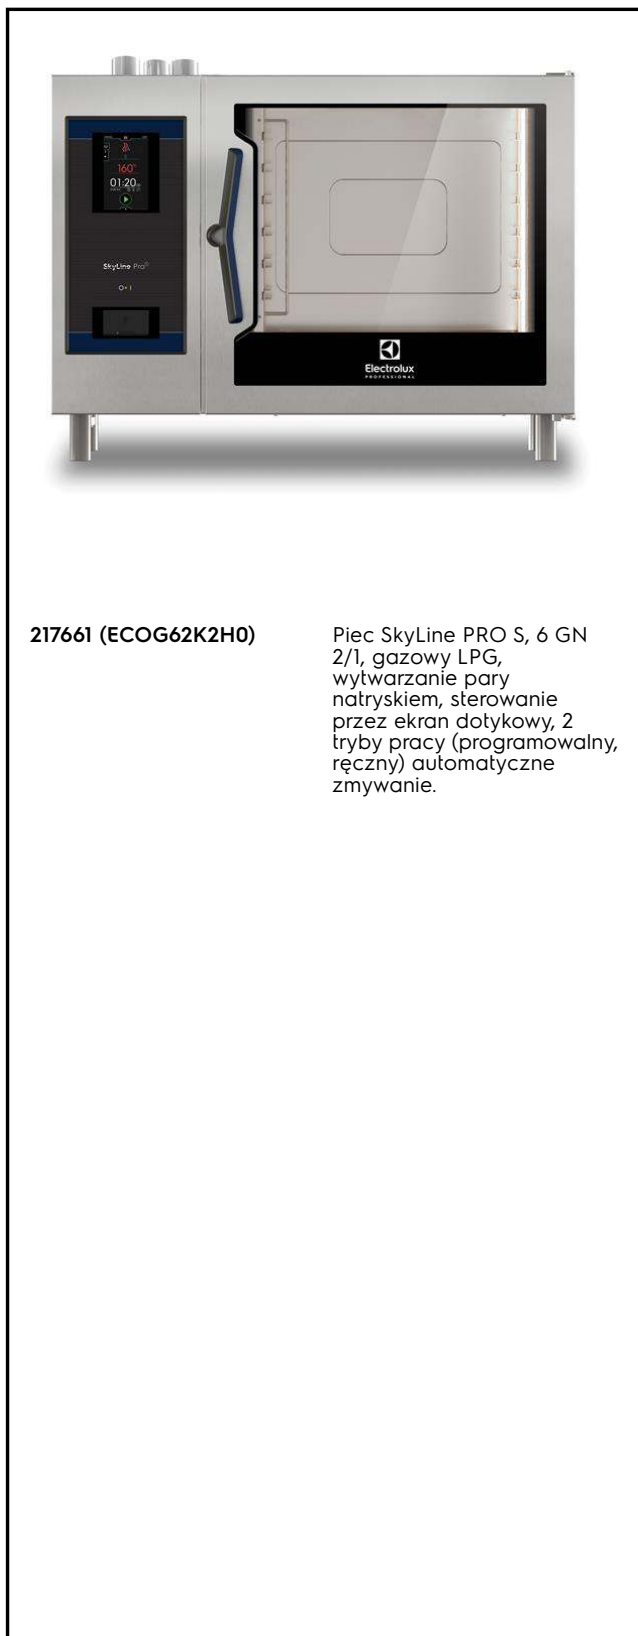 160°
01:20
SkyLine Pro
Electrolux
PROFESSIONAL
217661 (ECOG62K2H0)
Piec SkyLine PRO S, 6 GN
2/1, gazowy LPG,
wytwarzanie pary
natryskiem, sterowanie
przez ekran dotykowy, 2
tryby pracy (programowalny,
ręczny) automatyczne
zmywanie.